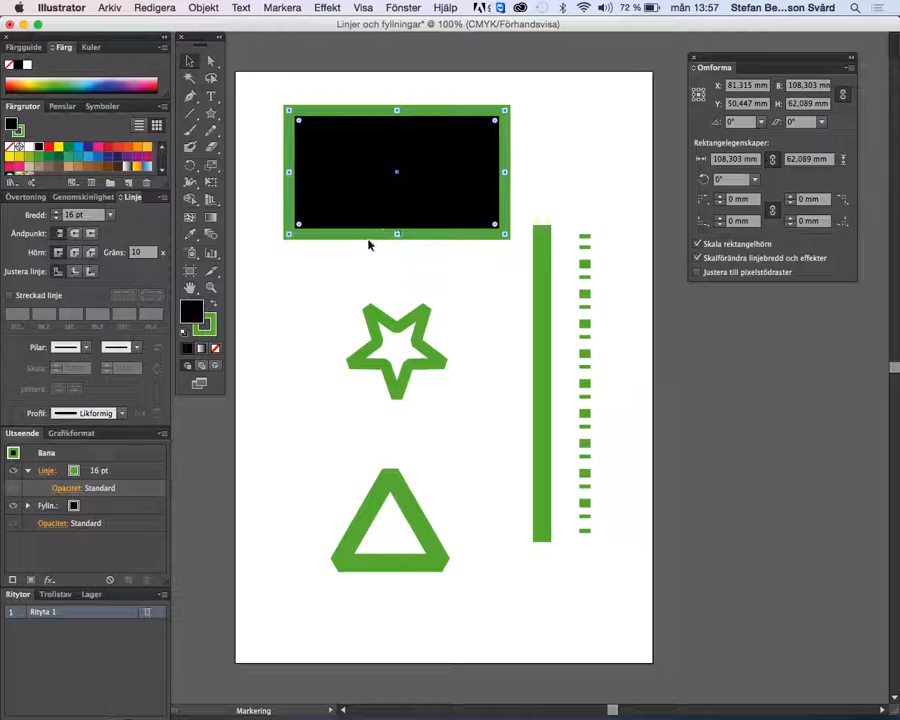 Illustrator Arkiv Redigera Objekt Text Markera Effekt Visa Fönster Hjälp 72 % mån 13:57 Stefan Be...son Svärd
Linjer och fyllningar* @ 100% (CMYK/Förhandsvisa)
Färgguide Färg Kuler
Färgrutor Penslar Symboler
Övertoning Genomskinlighet Linje
Bredd: 16 pt
Ändpunkt:
Hörn: Gräns: 10 x
Justera linje:
Streckad linje
Pilar:
Skala:
Justera:
Profil: Likformig
Utseende Grafikformat
Bana
Linje: 16 pt
Opacitet: Standard
Fylln.:
Opacitet: Standard
fx
Ritytor Trollstav Lager
1 Rityta 1
Markering
Omforma
X: 81,315 mm B: 108,303 mm
Y: 50,447 mm H: 62,089 mm
0° 0°
Rektangelegenskaper:
108,303 mm 62,089 mm
0°
0 mm 0 mm
0 mm 0 mm
Skala rektangelhörn
Skalförändra linjebredd och effekter
Justera till pixelstödraster